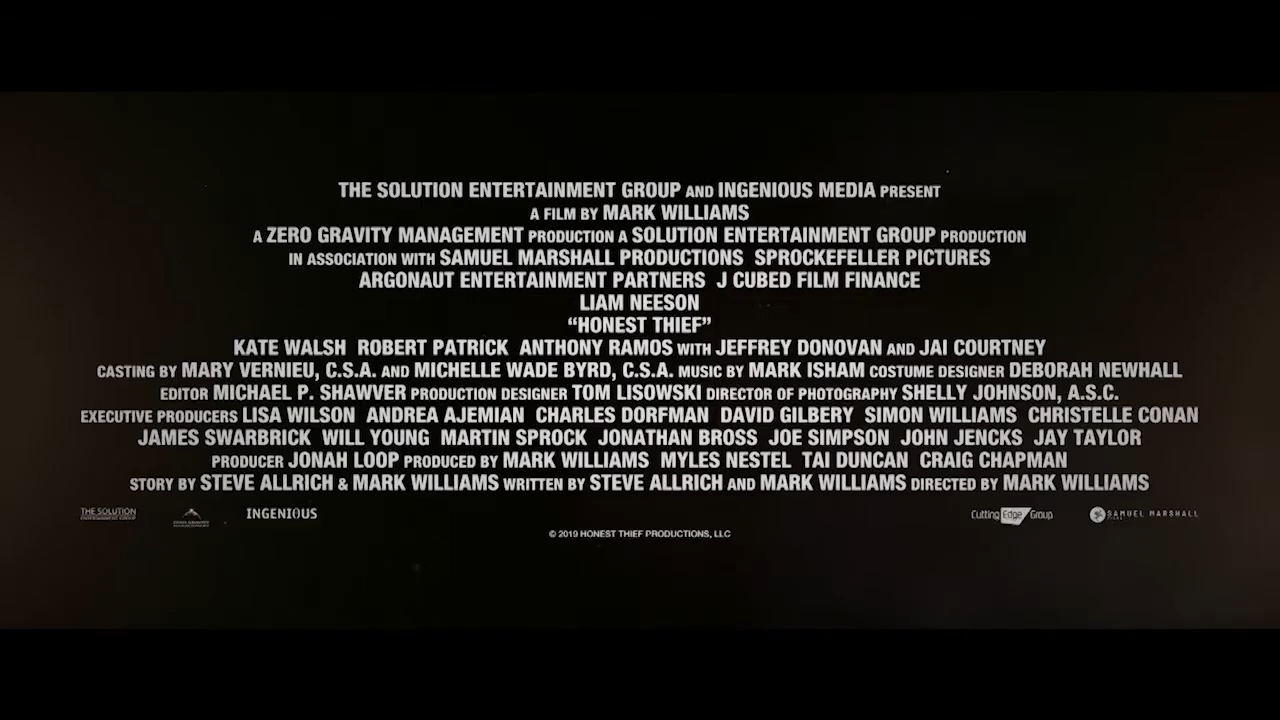 THE SOLUTION ENTERTAINMENT GROUP AND INGENIOUS MEDIA PRESENT
A FILM BY MARK WILLIAMS
A ZERO GRAVITY MANAGEMENT PRODUCTION A SOLUTION ENTERTAINMENT GROUP PRODUCTION
IN ASSOCIATION WITH SAMUEL MARSHALL PRODUCTIONS SPROCKEFELLER PICTURES
ARGONAUT ENTERTAINMENT PARTNERS J CUBED FILM FINANCE
LIAM NEESON
“HONEST THIEF”
KATE WALSH ROBERT PATRICK ANTHONY RAMOS WITH JEFFREY DONOVAN AND JAI COURTNEY
CASTING BY MARY VERNIEU, C.S.A. AND MICHELLE WADE BYRD, C.S.A. MUSIC BY MARK ISHAM COSTUME DESIGNER DEBORAH NEWHALL
EDITOR MICHAEL P. SHAWVER PRODUCTION DESIGNER TOM LISOWSKI DIRECTOR OF PHOTOGRAPHY SHELLY JOHNSON, A.S.C.
EXECUTIVE PRODUCERS LISA WILSON ANDREA AJEMIAN CHARLES DORFMAN DAVID GILBERY SIMON WILLIAMS CHRISTELLE CONAN
JAMES SWARBRICK WILL YOUNG MARTIN SPROCK JONATHAN BROSS JOE SIMPSON JOHN JENCKS JAY TAYLOR
PRODUCER JONAH LOOP PRODUCED BY MARK WILLIAMS MYLES NESTEL TAI DUNCAN CRAIG CHAPMAN
STORY BY STEVE ALLRICH & MARK WILLIAMS WRITTEN BY STEVE ALLRICH AND MARK WILLIAMS DIRECTED BY MARK WILLIAMS
THE SOLUTION ENTERTAINMENT GROUP INGENIOUS Cutting Edge Group SAMUEL MARSHALL FILMS
© 2019 HONEST THIEF PRODUCTIONS, LLC